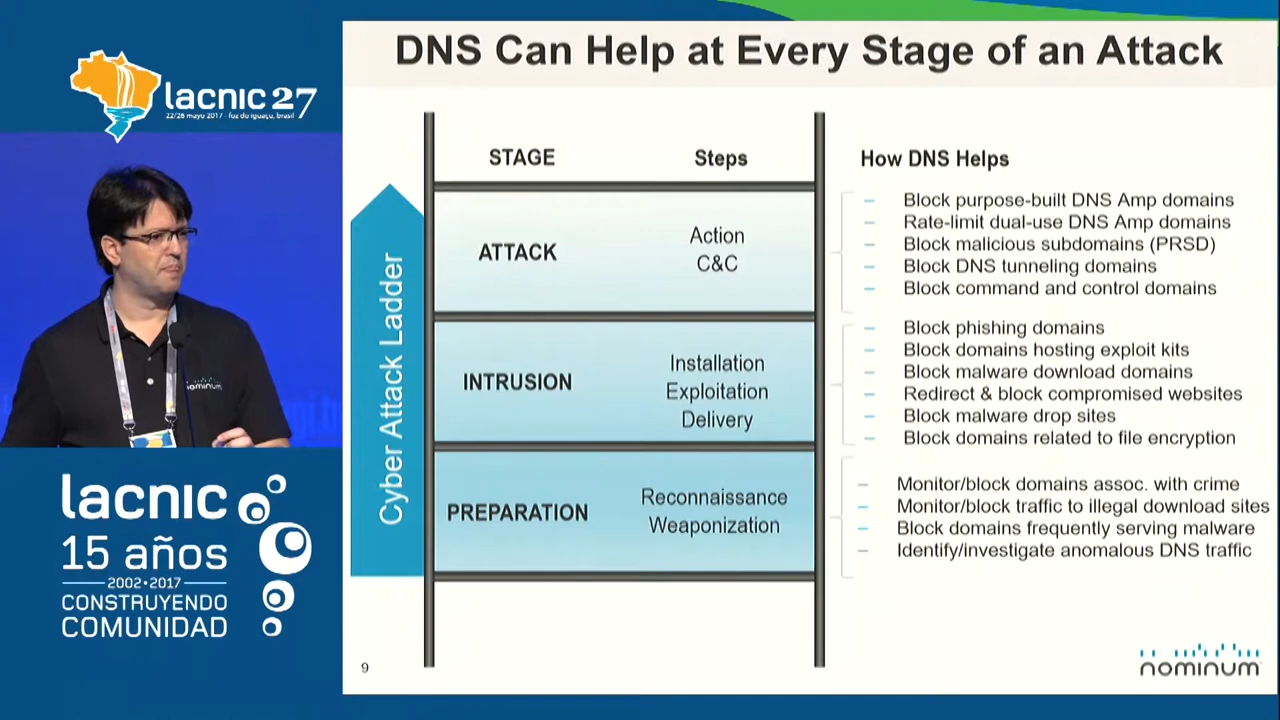 DNS Can Help at Every Stage of an Attack
lacnic 27
22/26 mayo 2017 - foz do iguaçu, brasil
STAGE
Steps
How DNS Helps
Cyber Attack Ladder
ATTACK
Action
C&C
– Block purpose-built DNS Amp domains
– Rate-limit dual-use DNS Amp domains
– Block malicious subdomains (PRSD)
– Block DNS tunneling domains
– Block command and control domains
INTRUSION
Installation
Exploitation
Delivery
– Block phishing domains
– Block domains hosting exploit kits
– Block malware download domains
– Redirect & block compromised websites
– Block malware drop sites
– Block domains related to file encryption
PREPARATION
Reconnaissance
Weaponization
– Monitor/block domains assoc. with crime
– Monitor/block traffic to illegal download sites
– Block domains frequently serving malware
– Identify/investigate anomalous DNS traffic
9
nominum
nominum
lacnic
15 años
2002•2017
CONSTRUYENDO
COMUNIDAD